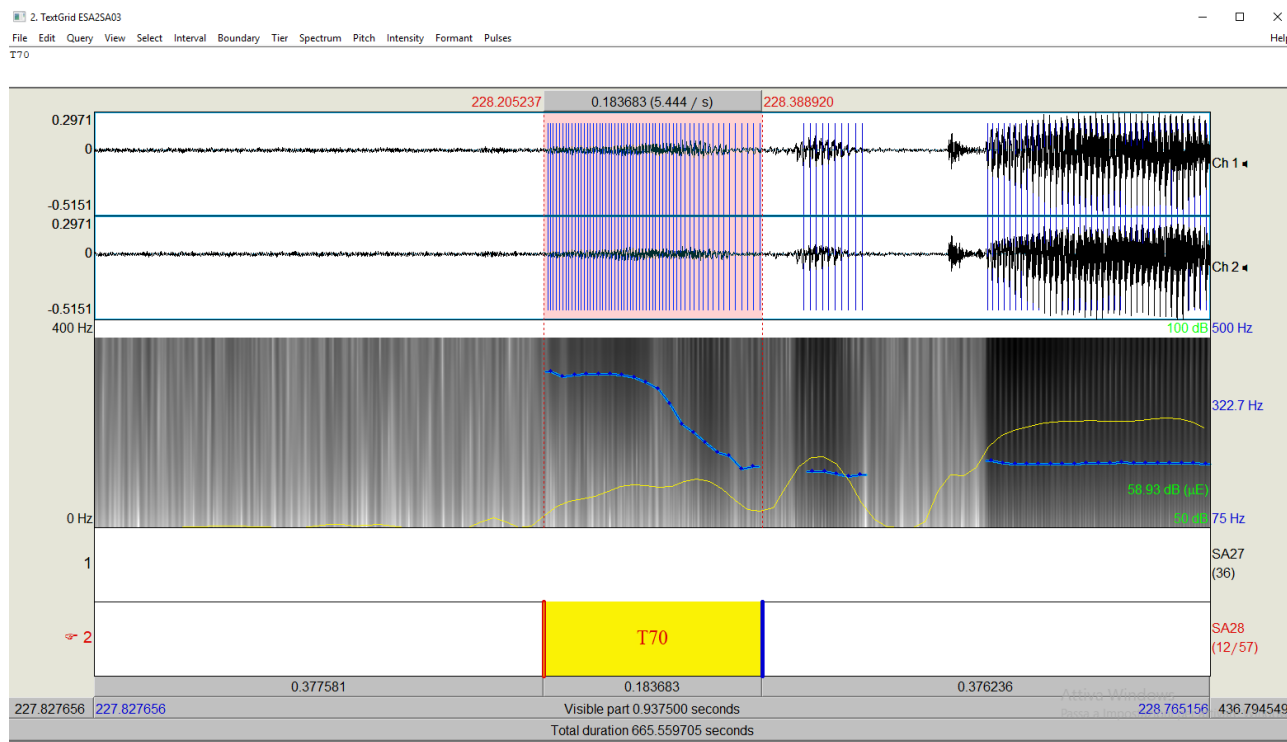 2. TextGrid ESA2SA03
File Edit Query View Select Interval Boundary Tier Spectrum Pitch Intensity Formant Pulses Help
T70
228.205237 0.183683 (5.444 / s) 228.388920
0.2971
0
Ch 1
-0.5151
0.2971
0
Ch 2
-0.5151
400 Hz 100 dB 500 Hz
322.7 Hz
58.93 dB (µE)
0 Hz 50 dB 75 Hz
1 SA27
(36)
2 T70 SA28
(12/57)
0.377581 0.183683 0.376236
Attiva Windows
227.827656 227.827656 Visible part 0.937500 seconds 228.765156 436.794549
Total duration 665.559705 seconds